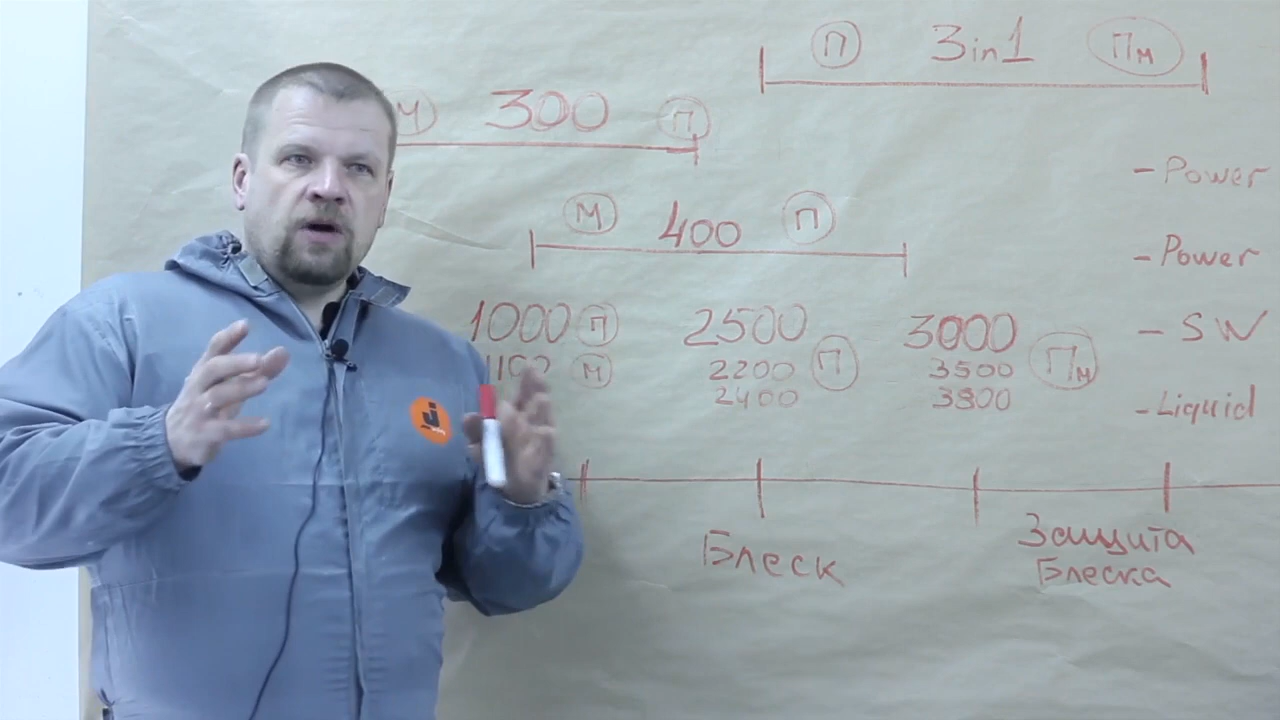 П 3in1 Пм
М 300 П
- Power
М 400 П
- Power
1000 П 2500 3000
- SW
М 2200 П 3500 Пм
2400 3800
- Liquid
Блеск
Защита
Блеска